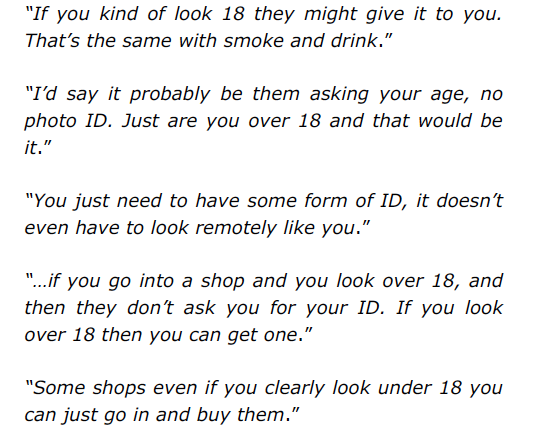 “If you kind of look 18 they might give it to you.
That’s the same with smoke and drink.”
“I’d say it probably be them asking your age, no
photo ID. Just are you over 18 and that would be
it.”
“You just need to have some form of ID, it doesn’t
even have to look remotely like you.”
“…if you go into a shop and you look over 18, and
then they don’t ask you for your ID. If you look
over 18 then you can get one.”
“Some shops even if you clearly look under 18 you
can just go in and buy them.”